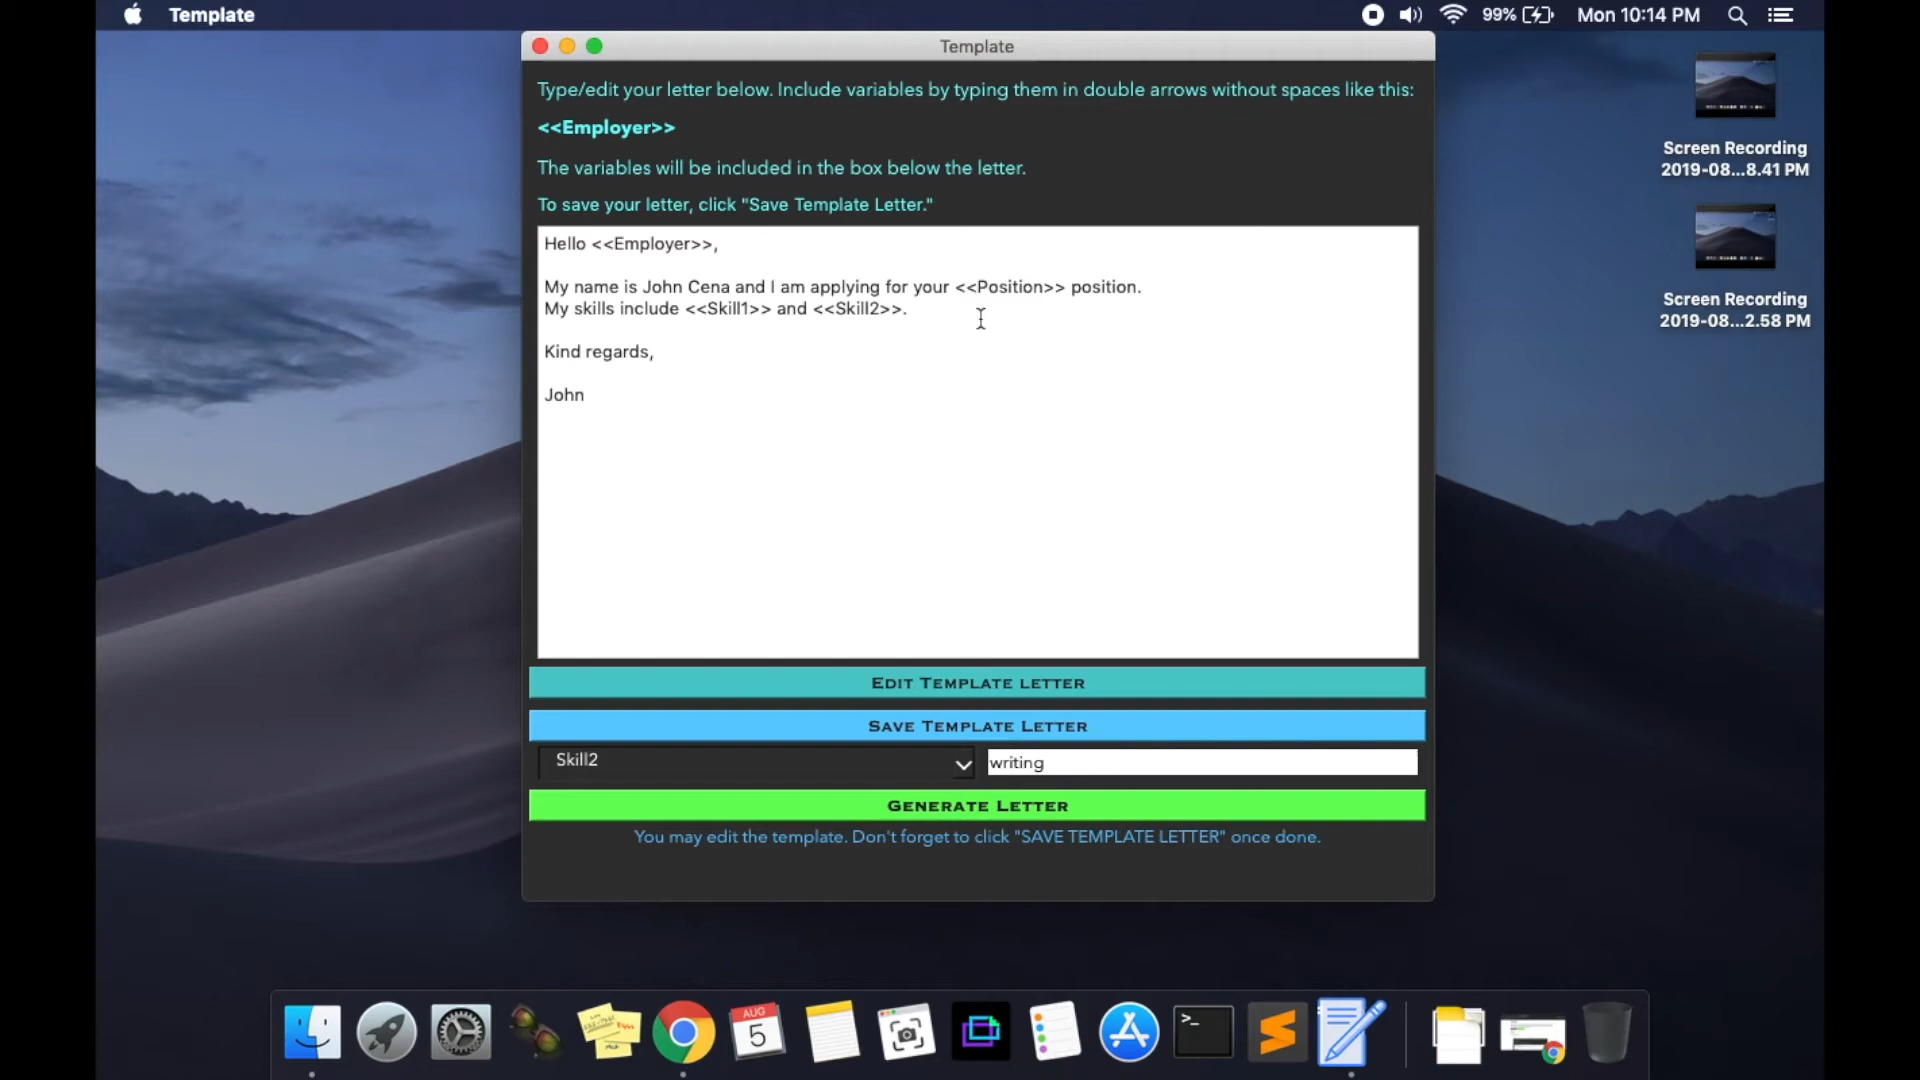 Template
99%
Mon 10:14 PM
Template
Type/edit your letter below. Include variables by typing them in double arrows without spaces like this:
<<Employer>>
The variables will be included in the box below the letter.
To save your letter, click "Save Template Letter."
Hello <<Employer>>,
My name is John Cena and I am applying for your <<Position>> position.
My skills include <<Skill1>> and <<Skill2>>.
Kind regards,
John
EDIT TEMPLATE LETTER
SAVE TEMPLATE LETTER
Skill2
writing
GENERATE LETTER
You may edit the template. Don't forget to click "SAVE TEMPLATE LETTER" once done.
Screen Recording
2019-08...8.41 PM
Screen Recording
2019-08...2.58 PM
AUG
5
>_